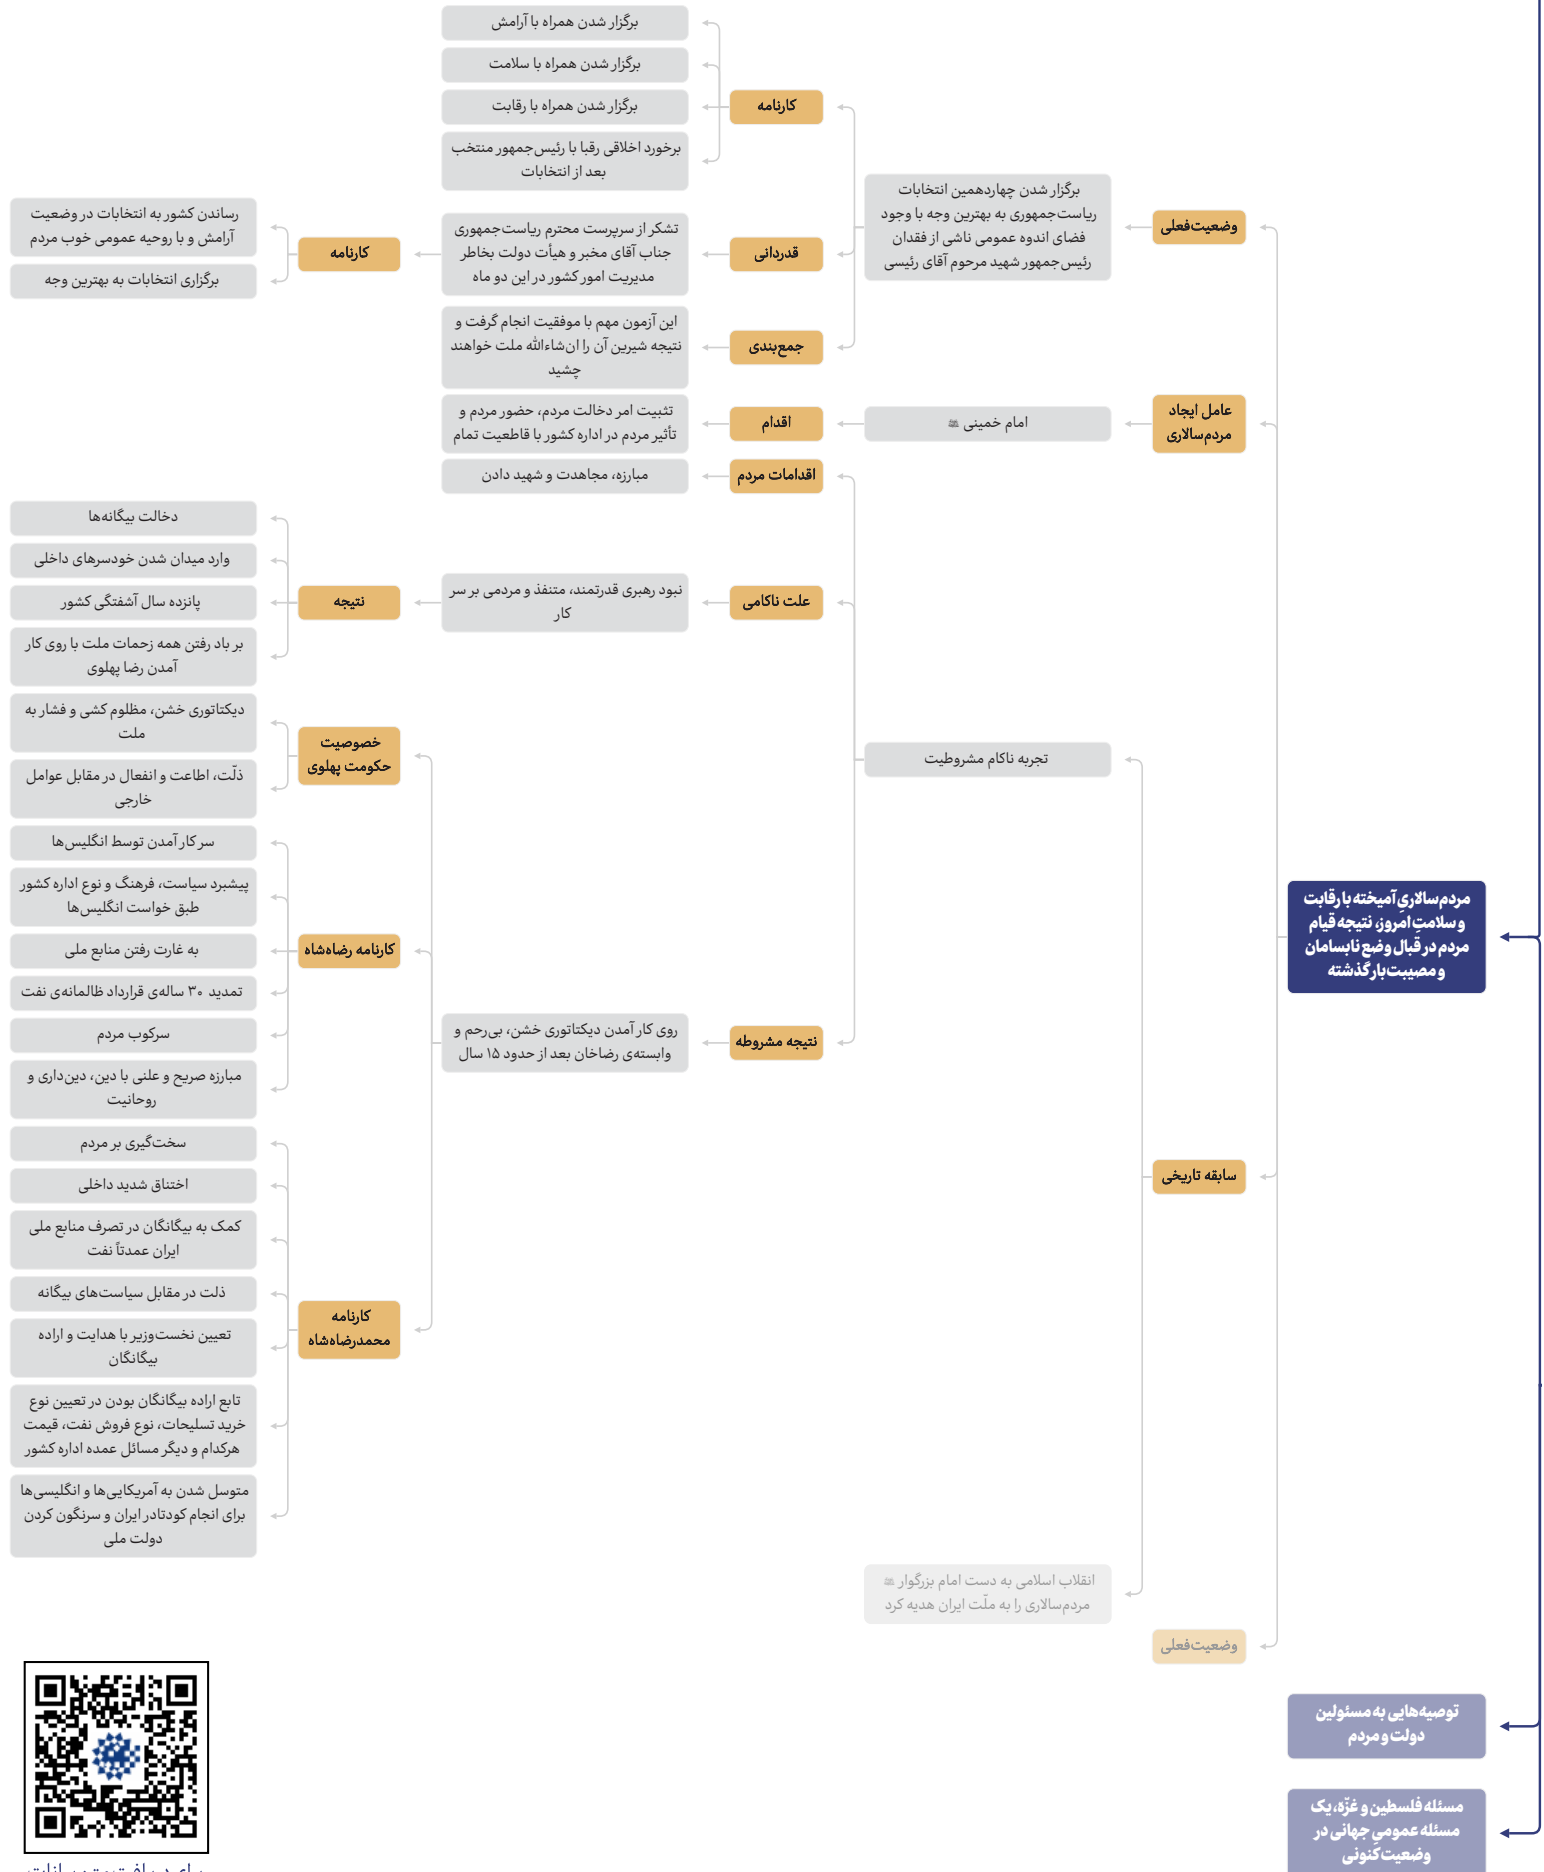 مردم‌سالاریِ آمیخته با رقابت
و سلامتِ امروز، نتیجه قیام
مردم در قبال وضع نابسامان
و مصیبت‌بار گذشته
وضعیت‌فعلی
برگزار شدن چهاردهمین انتخابات
ریاست‌جمهوری به بهترین وجه با وجود
فضای اندوه عمومی ناشی از فقدان
رئیس‌جمهور شهید مرحوم آقای رئیسی
کارنامه
برگزار شدن همراه با آرامش
برگزار شدن همراه با سلامت
برگزار شدن همراه با رقابت
برخورد اخلاقی رقبا با رئیس‌جمهور منتخب
بعد از انتخابات
قدردانی
تشکر از سرپرست محترم ریاست‌جمهوری
جناب آقای مخبر و هیأت دولت بخاطر
مدیریت امور کشور در این دو ماه
کارنامه
رساندن کشور به انتخابات در وضعیت
آرامش و با روحیه عمومی خوب مردم
برگزاری انتخابات به بهترین وجه
جمع‌بندی
این آزمون مهم با موفقیت انجام گرفت و
نتیجه شیرین آن را ان‌شاءالله ملت خواهند
چشید
عامل ایجاد
مردم‌سالاری
امام خمینی
اقدام
تثبیت امر دخالت مردم، حضور مردم و
تأثیر مردم در اداره کشور با قاطعیت تمام
سابقه تاریخی
تجربه ناکام مشروطیت
اقدامات مردم
مبارزه، مجاهدت و شهید دادن
علت ناکامی
نبود رهبری قدرتمند، متنفذ و مردمی بر سر
کار
نتیجه
دخالت بیگانه‌ها
وارد میدان شدن خودسرهای داخلی
پانزده سال آشفتگی کشور
بر باد رفتن همه زحمات ملت با روی کار
آمدن رضا پهلوی
نتیجه مشروطه
روی کار آمدن دیکتاتوری خشن، بی‌رحم و
وابسته‌ی رضاخان بعد از حدود ۱۵ سال
خصوصیت
حکومت پهلوی
دیکتاتوری خشن، مظلوم کشی و فشار به
ملت
ذلّت، اطاعت و انفعال در مقابل عوامل
خارجی
کارنامه رضاه‌شاه
سر کار آمدن توسط انگلیس‌ها
پیشبرد سیاست، فرهنگ و نوع اداره کشور
طبق خواست انگلیس‌ها
به غارت رفتن منابع ملی
تمدید ۳۰ ساله‌ی قرارداد ظالمانه‌ی نفت
سرکوب مردم
مبارزه صریح و علنی با دین، دین‌داری و
روحانیت
کارنامه
محمدرضاه‌شاه
سخت‌گیری بر مردم
اختناق شدید داخلی
کمک به بیگانگان در تصرف منابع ملی
ایران عمدتاً نفت
ذلت در مقابل سیاست‌های بیگانه
تعیین نخست‌وزیر با هدایت و اراده
بیگانگان
تابع اراده بیگانگان بودن در تعیین نوع
خرید تسلیحات، نوع فروش نفت، قیمت
هرکدام و دیگر مسائل عمده اداره کشور
متوسل شدن به آمریکایی‌ها و انگلیسی‌ها
برای انجام کودتادر ایران و سرنگون کردن
دولت ملی
انقلاب اسلامی به دست امام بزرگوار
مردم‌سالاری را به ملّت ایران هدیه کرد
وضعیت‌فعلی
توصیه‌هایی به مسئولین
دولت و مردم
مسئله فلسطین و غزّه، یک
مسئله عمومیِ جهانی در
وضعیت کنونی